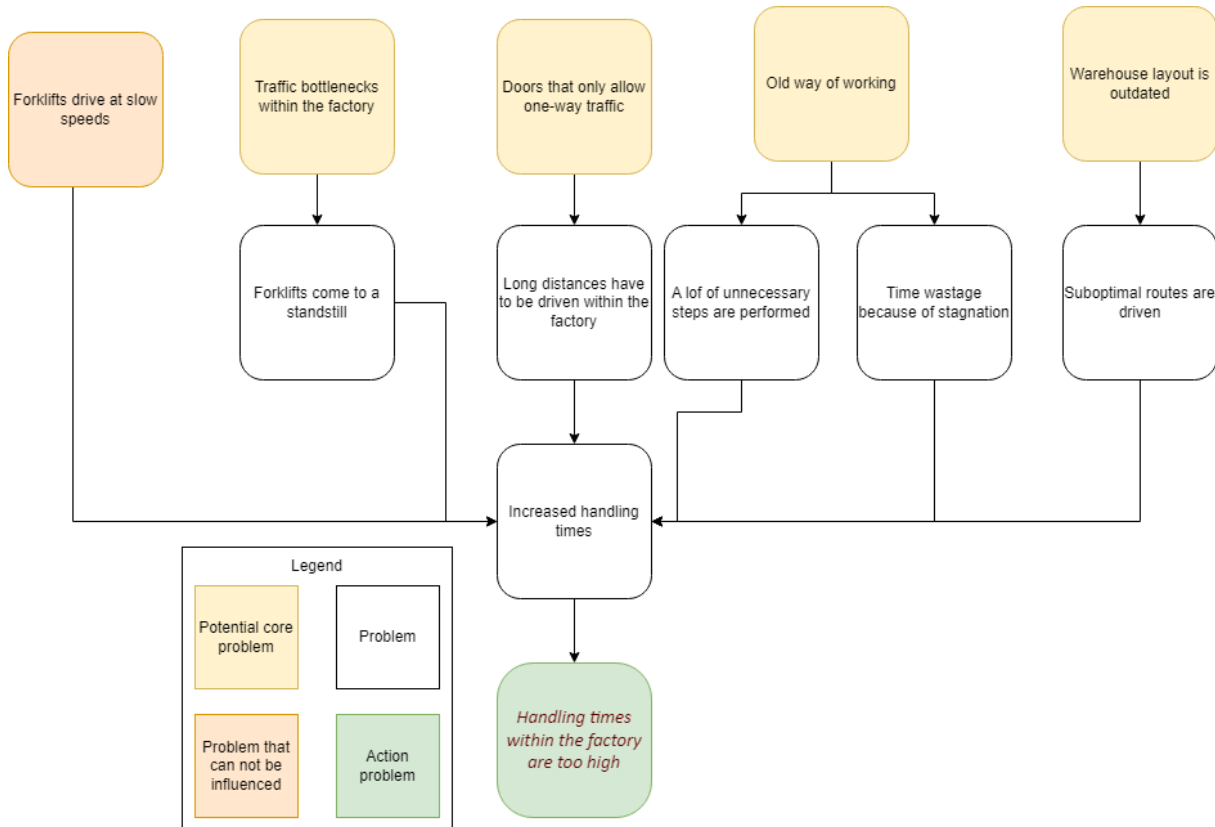 Forklifts drive at slow
speeds
Traffic bottlenecks
within the factory
Doors that only allow
one-way traffic
Old way of working
Warehouse layout is
outdated
Forklifts come to a
standstill
Long distances have
to be driven within the
factory
A lof of unnecessary
steps are performed
Time wastage
because of stagnation
Suboptimal routes are
driven
Increased handling
times
Legend
Potential core
problem
Problem
Problem that
can not be
influenced
Action
problem
Handling times
within the factory
are too high